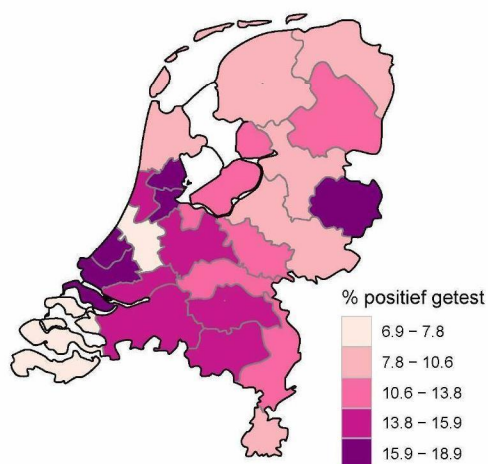 % positief getest
6.9 – 7.8
7.8 – 10.6
10.6 – 13.8
13.8 – 15.9
15.9 – 18.9